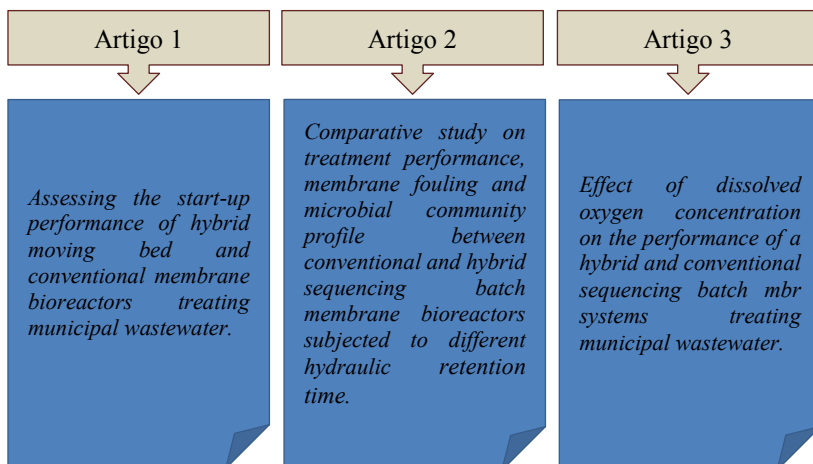 Artigo 1
Assessing the start-up
performance of hybrid
moving bed and
conventional membrane
bioreactors treating
municipal wastewater.
Artigo 2
Comparative study on
treatment performance,
membrane fouling and
microbial community
profile between
conventional and hybrid
sequencing batch
membrane bioreactors
subjected to different
hydraulic retention
time.
Artigo 3
Effect of dissolved
oxygen concentration
on the performance of a
hybrid and conventional
sequencing batch mbr
systems treating
municipal wastewater.